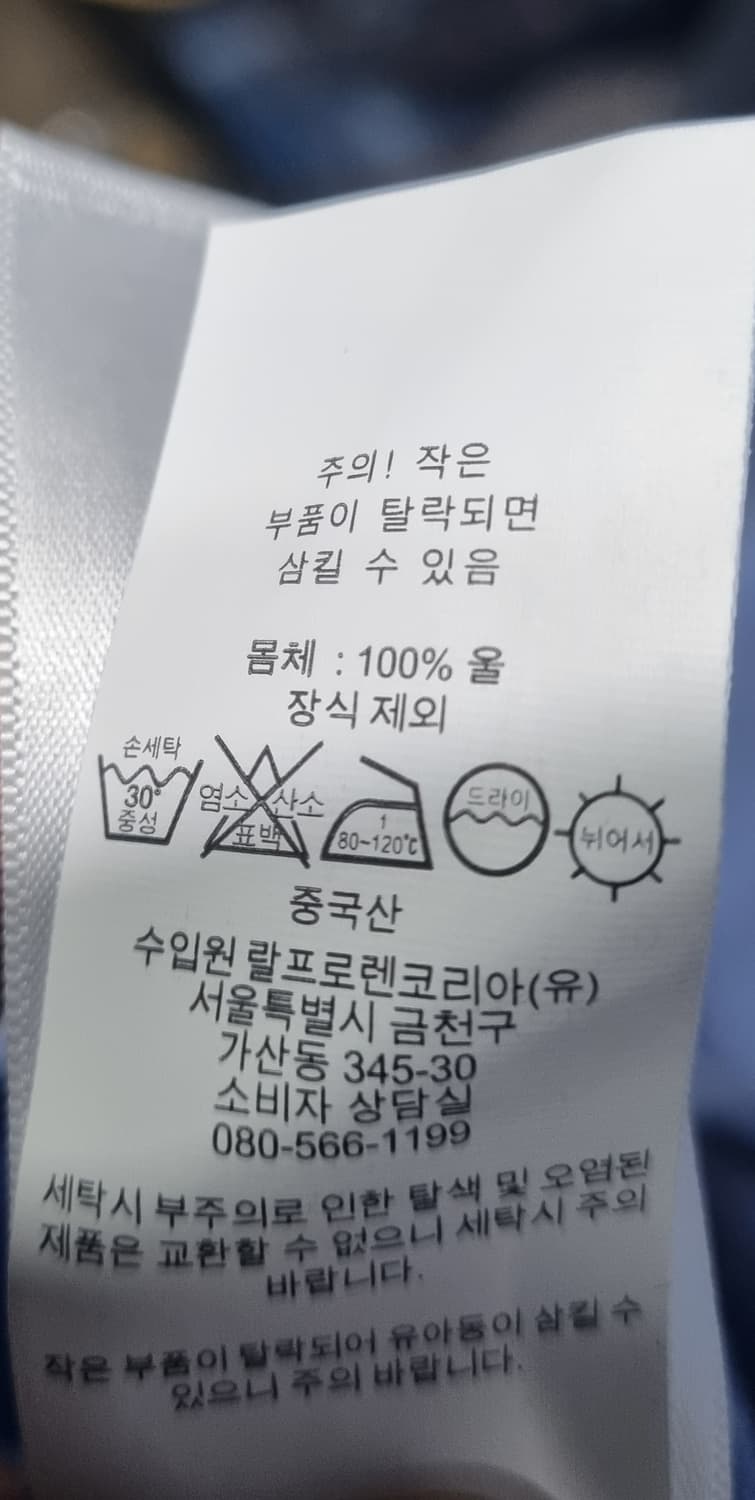 주의! 작은
부품이 탈락되면
삼킬 수 있음
몸체 : 100% 울
장식 제외
손세탁
30°
중성
염소 산소
표백
1
80~120℃
드라이
뉘어서
중국산
수입원 랄프로렌코리아(유)
서울특별시 금천구
가산동 345-30
소비자 상담실
080-566-1199
세탁시 부주의로 인한 탈색 및 오염된
제품은 교환할 수 없으니 세탁시 주의
바랍니다.
작은 부품이 탈락되어 유아동이 삼킬 수
있으니 주의 바랍니다.